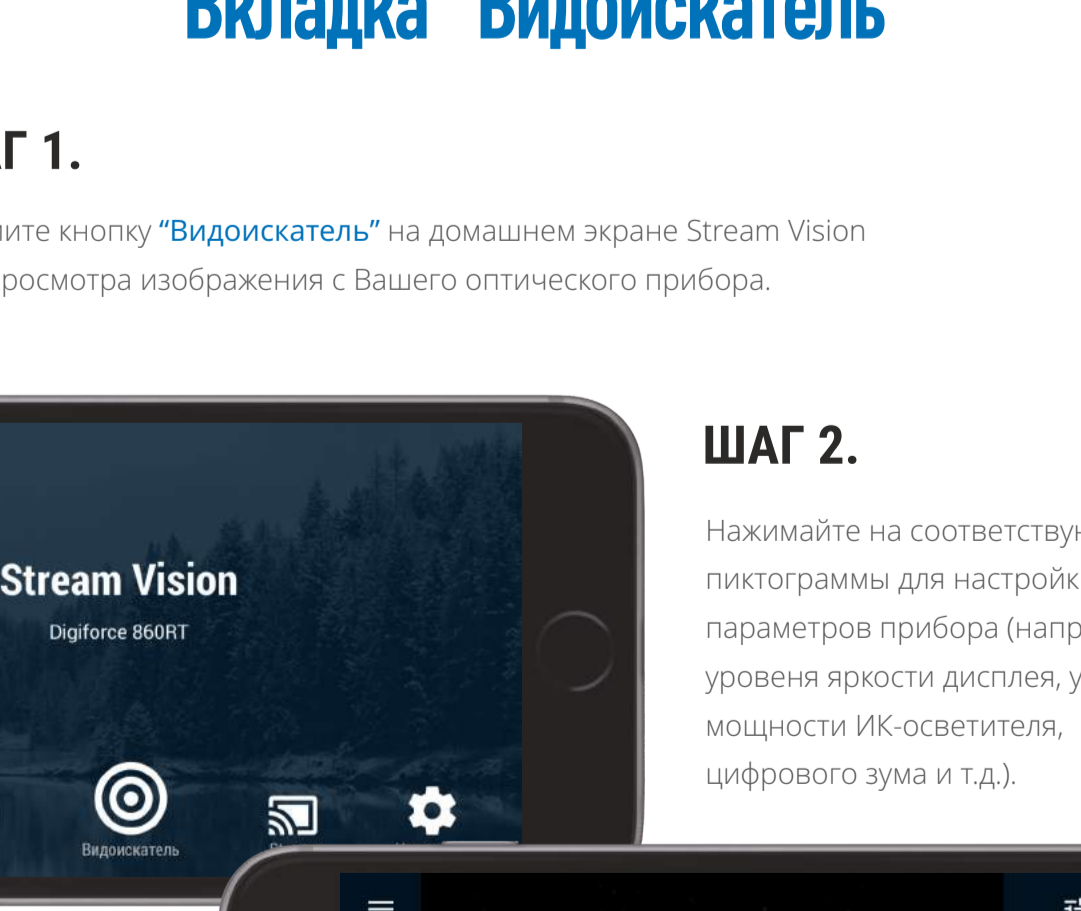 Вкладка “Видоискатель”
Г 1.
ите кнопку “Видоискатель” на домашнем экране Stream Vision
росмотра изображения с Вашего оптического прибора.
Stream Vision
Digiforce 860RT
Видоискатель
ШАГ 2.
Нажимайте на соответству
пиктограммы для настройк
параметров прибора (напр
уровеня яркости дисплея, у
мощности ИК-осветителя,
цифрового зума и т.д.).